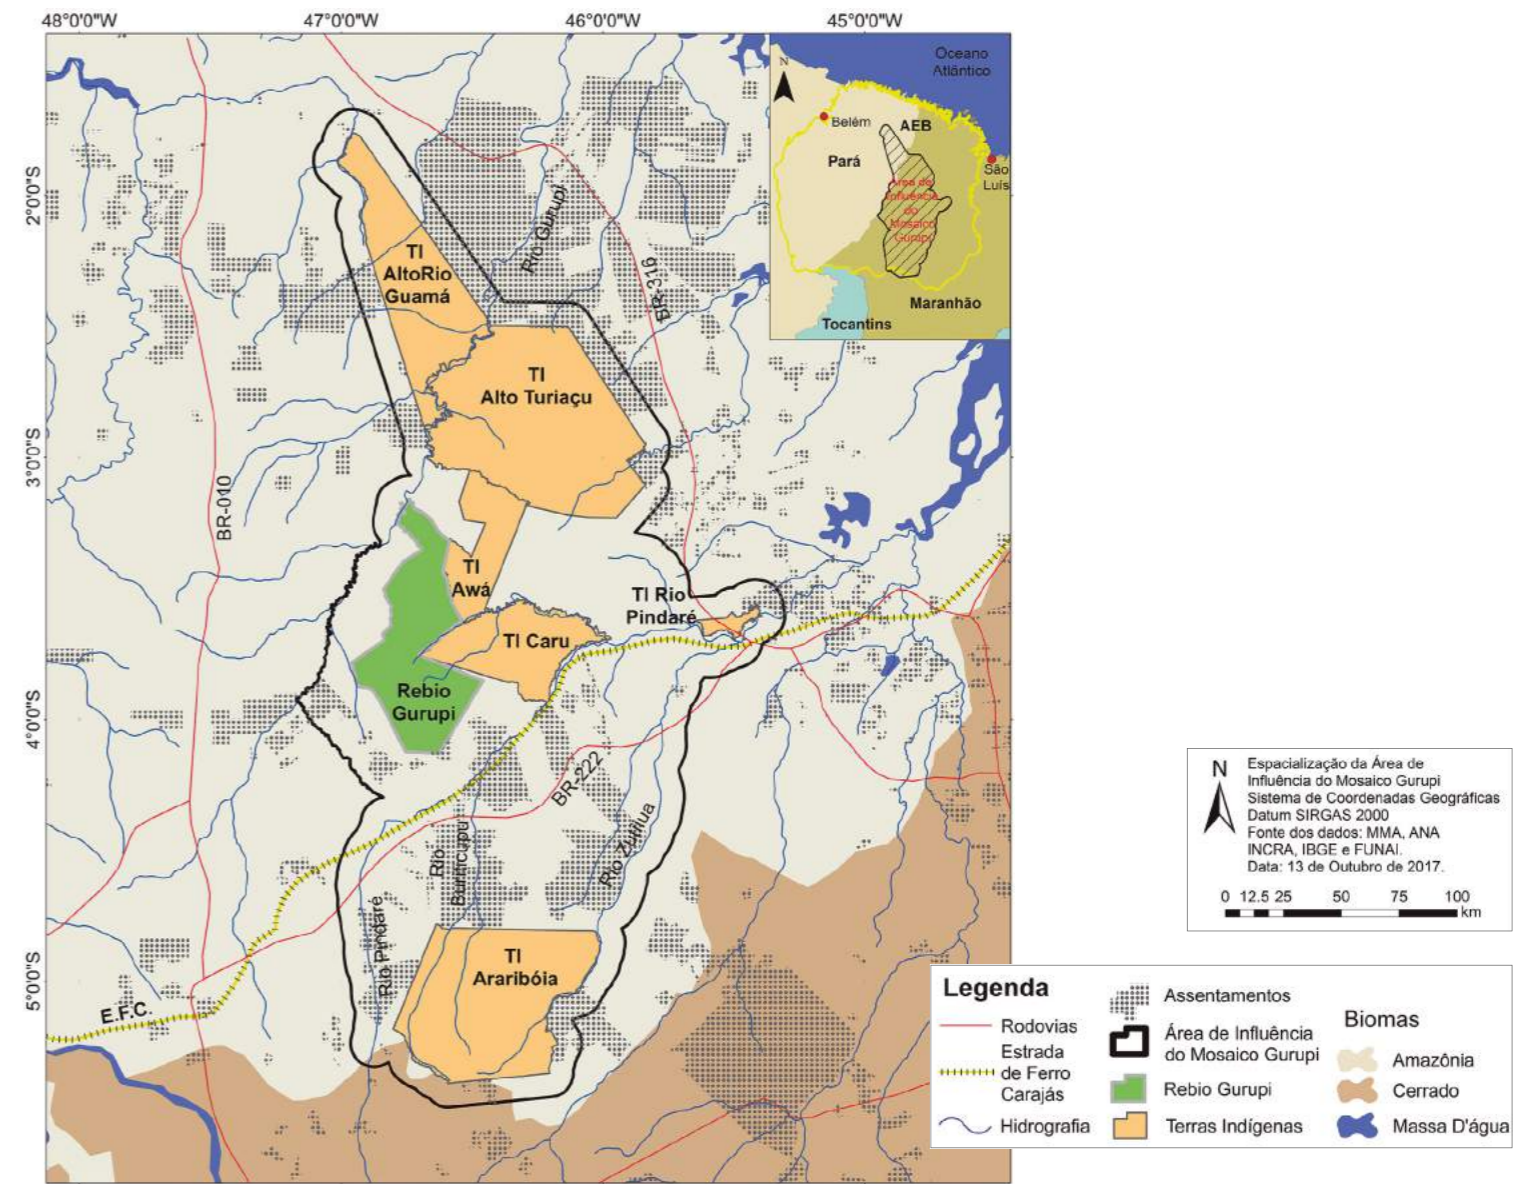 48°0'0"W
47°0'0"W
46°0'0"W
45°0'0"W
2°0'0"S
3°0'0"S
4°0'0"S
5°0'0"S
N
Oceano
Atlântico
Belém
AEB
Pará
São
Luís
Área de
Influência
do
Mosaico
Gurupi
Maranhão
Tocantins
Rio Gurupi
BR-316
TI
AltoRio
Guamá
TI
Alto Turiaçu
BR-010
TI
Awá
TI Rio
Pindaré
TI Caru
Rebio
Gurupi
BR-222
Rio Zutiua
Rio
Buriticupu
Rio Pindaré
TI
Araribóia
E.F.C.
N
Espacialização da Área de
Influência do Mosaico Gurupi
Sistema de Coordenadas Geográficas
Datum SIRGAS 2000
Fonte dos dados: MMA, ANA
INCRA, IBGE e FUNAI.
Data: 13 de Outubro de 2017.
0 12.5 25 50 75 100
km
Legenda
Rodovias
Estrada
de Ferro
Carajás
Hidrografia
Assentamentos
Área de Influência
do Mosaico Gurupi
Rebio Gurupi
Terras Indígenas
Biomas
Amazônia
Cerrado
Massa D'água